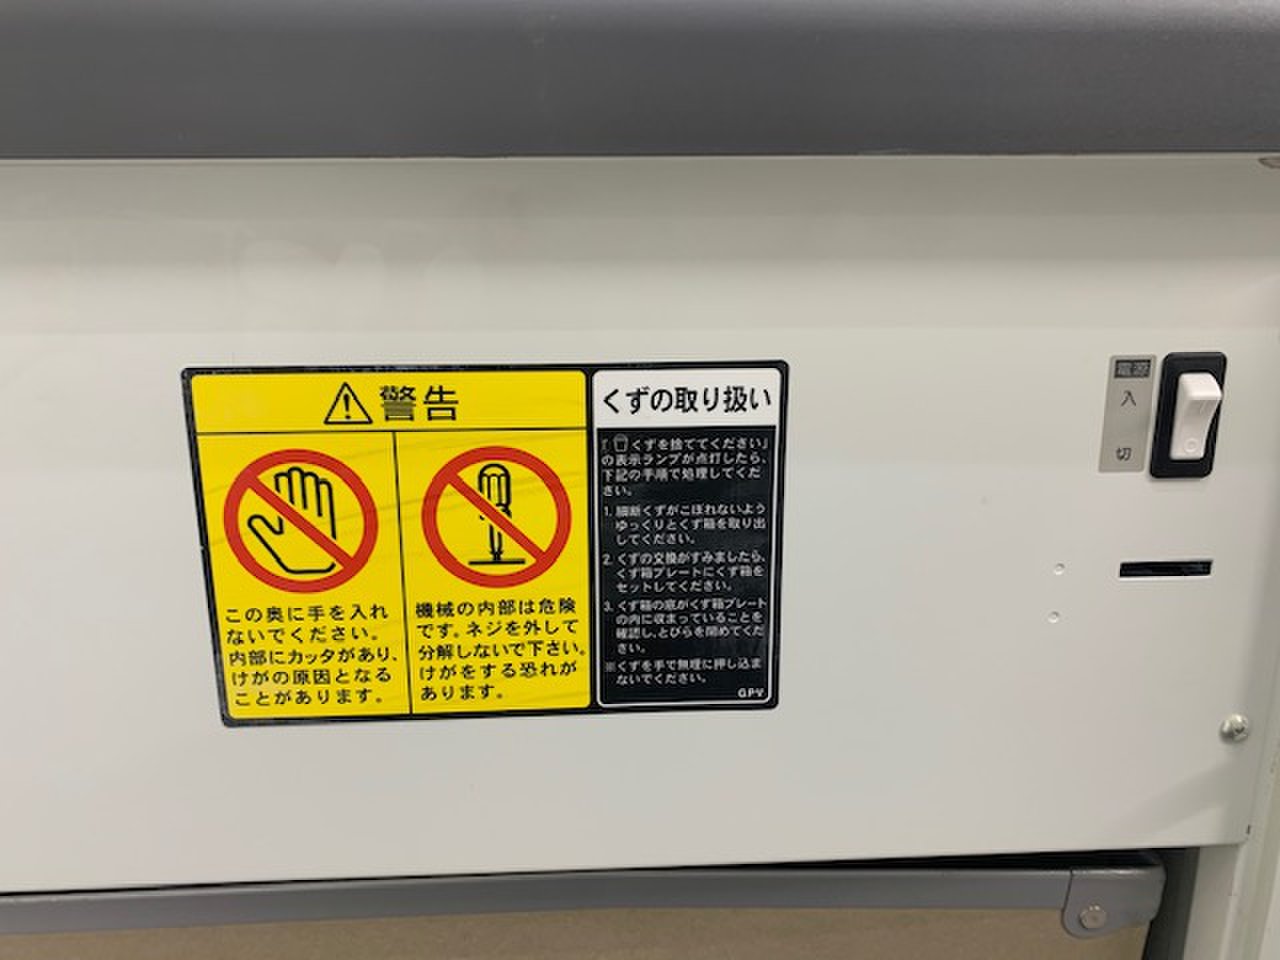 警告
この奥に手を入れ
ないでください。
内部にカッタがあり、
けがの原因となる
ことがあります。
機械の内部は危険
です。ネジを外して
分解しないで下さい。
けがをする恐れが
あります。
くずの取り扱い
「くずを捨ててください」
の表示ランプが点灯したら、
下記の手順で処理してくだ
さい。
1. 細断くずがこぼれないよう
ゆっくりとくず箱を取り出
してください。
2. くずの交換がすみましたら、
くず箱プレートにくず箱を
セットしてください。
3. くず箱の底がくず箱プレート
の内に収まっていることを
確認し、とびらを閉めてくだ
さい。
※くずを手で無理に押し込ま
ないでください。
GPV
電源
入
切